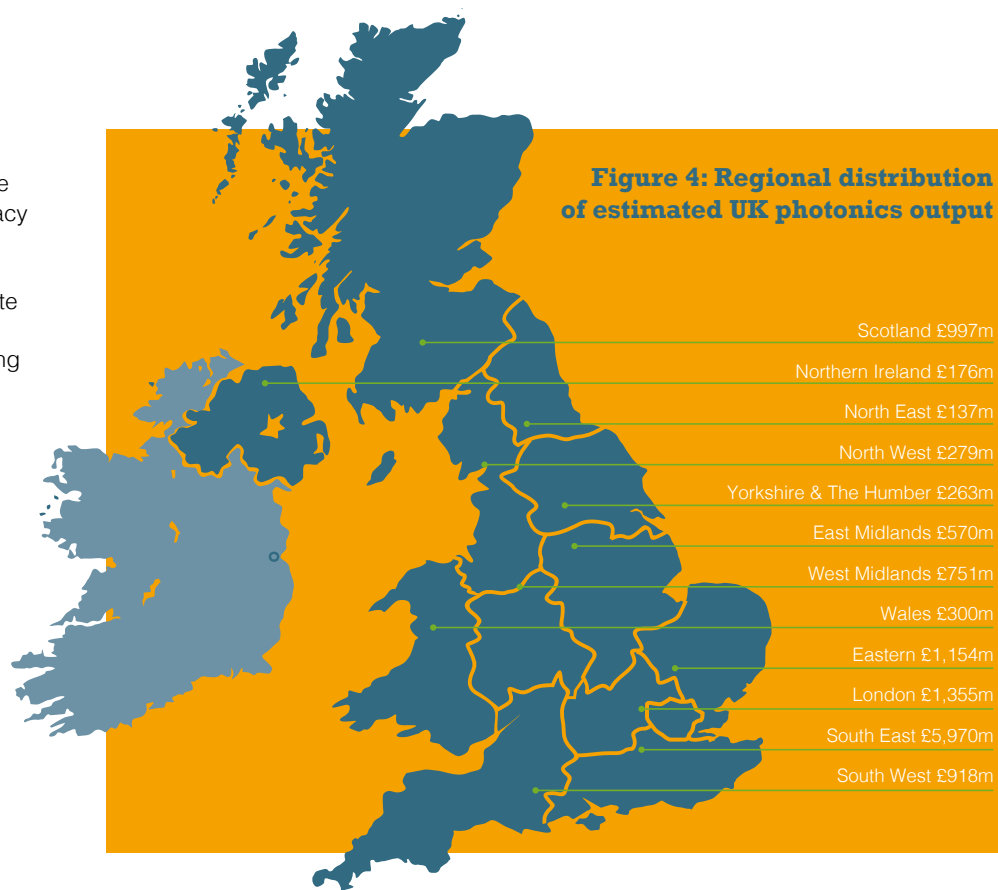 e
acy
te
ng
Figure 4: Regional distribution
of estimated UK photonics output
Scotland £997m
Northern Ireland £176m
North East £137m
North West £279m
Yorkshire & The Humber £263m
East Midlands £570m
West Midlands £751m
Wales £300m
Eastern £1,154m
London £1,355m
South East £5,970m
South West £918m